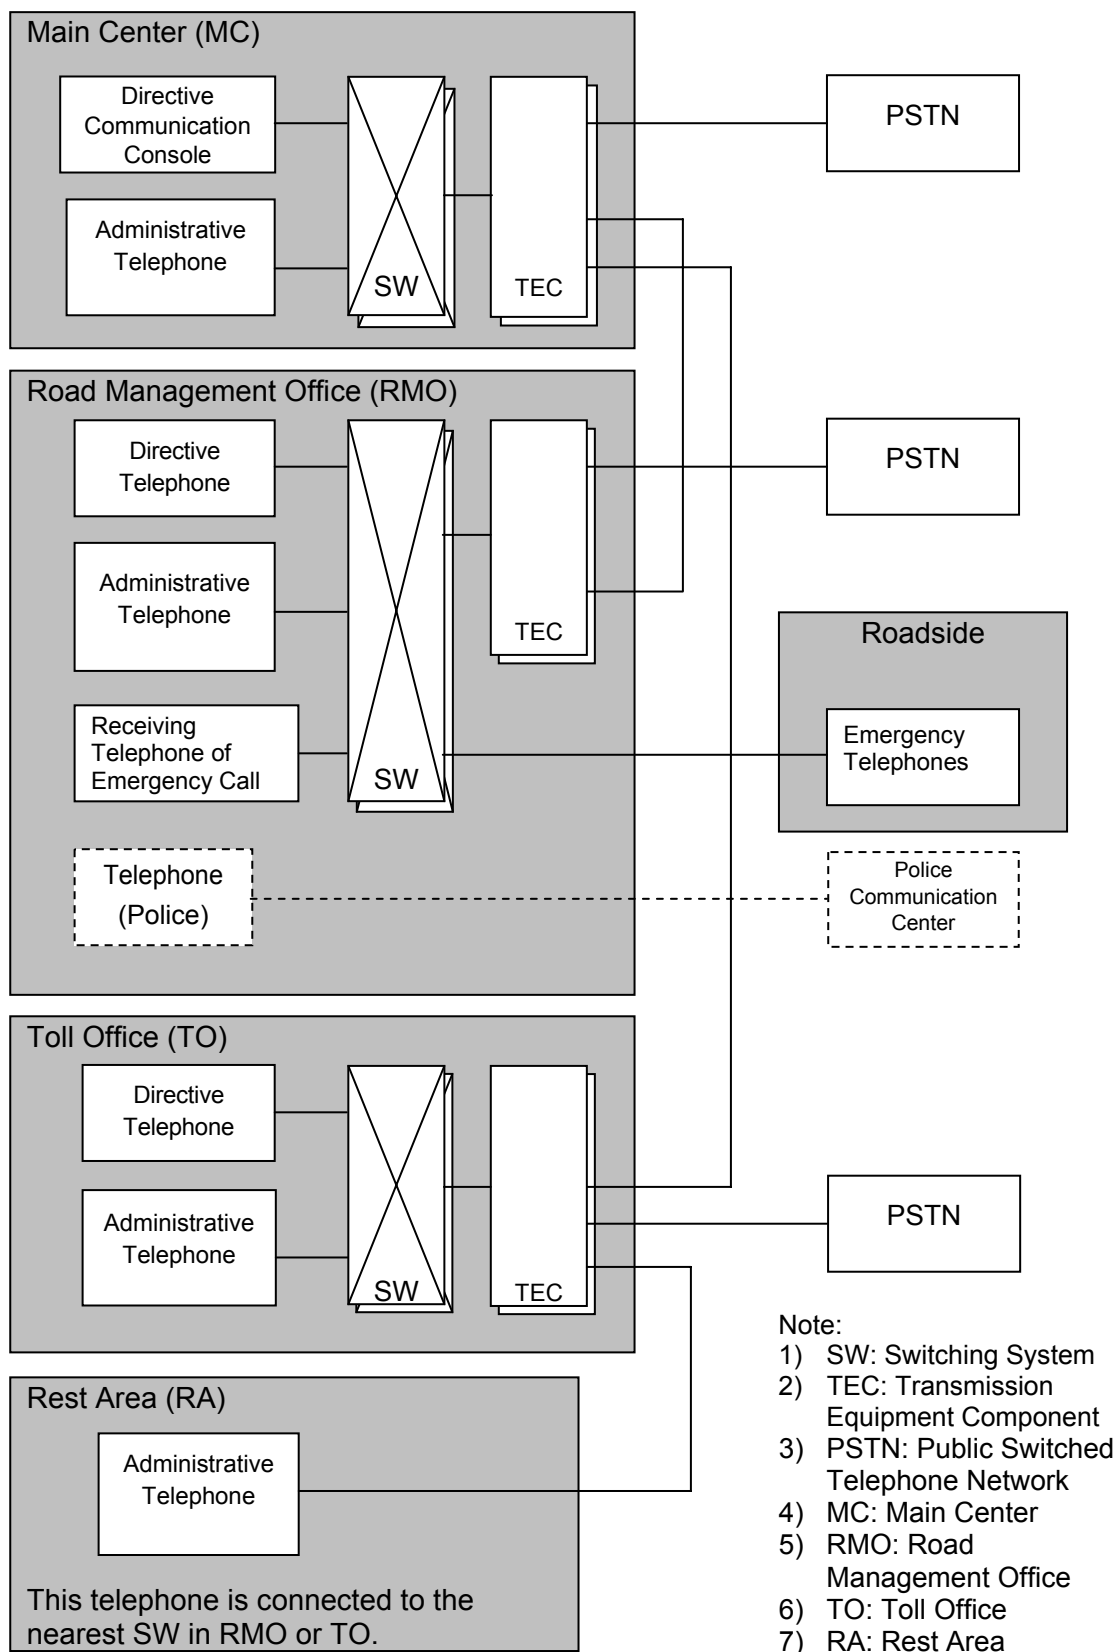 Main Center (MC)
Directive
Communication
Console
Administrative
Telephone
SW
TEC
PSTN
Road Management Office (RMO)
Directive
Telephone
Administrative
Telephone
Receiving
Telephone of
Emergency Call
SW
TEC
PSTN
Roadside
Emergency
Telephones
Telephone
(Police)
Police
Communication
Center
Toll Office (TO)
Directive
Telephone
Administrative
Telephone
SW
TEC
PSTN
Rest Area (RA)
Administrative
Telephone
This telephone is connected to the
nearest SW in RMO or TO.
Note:
1) SW: Switching System
2) TEC: Transmission
Equipment Component
3) PSTN: Public Switched
Telephone Network
4) MC: Main Center
5) RMO: Road
Management Office
6) TO: Toll Office
7) RA: Rest Area